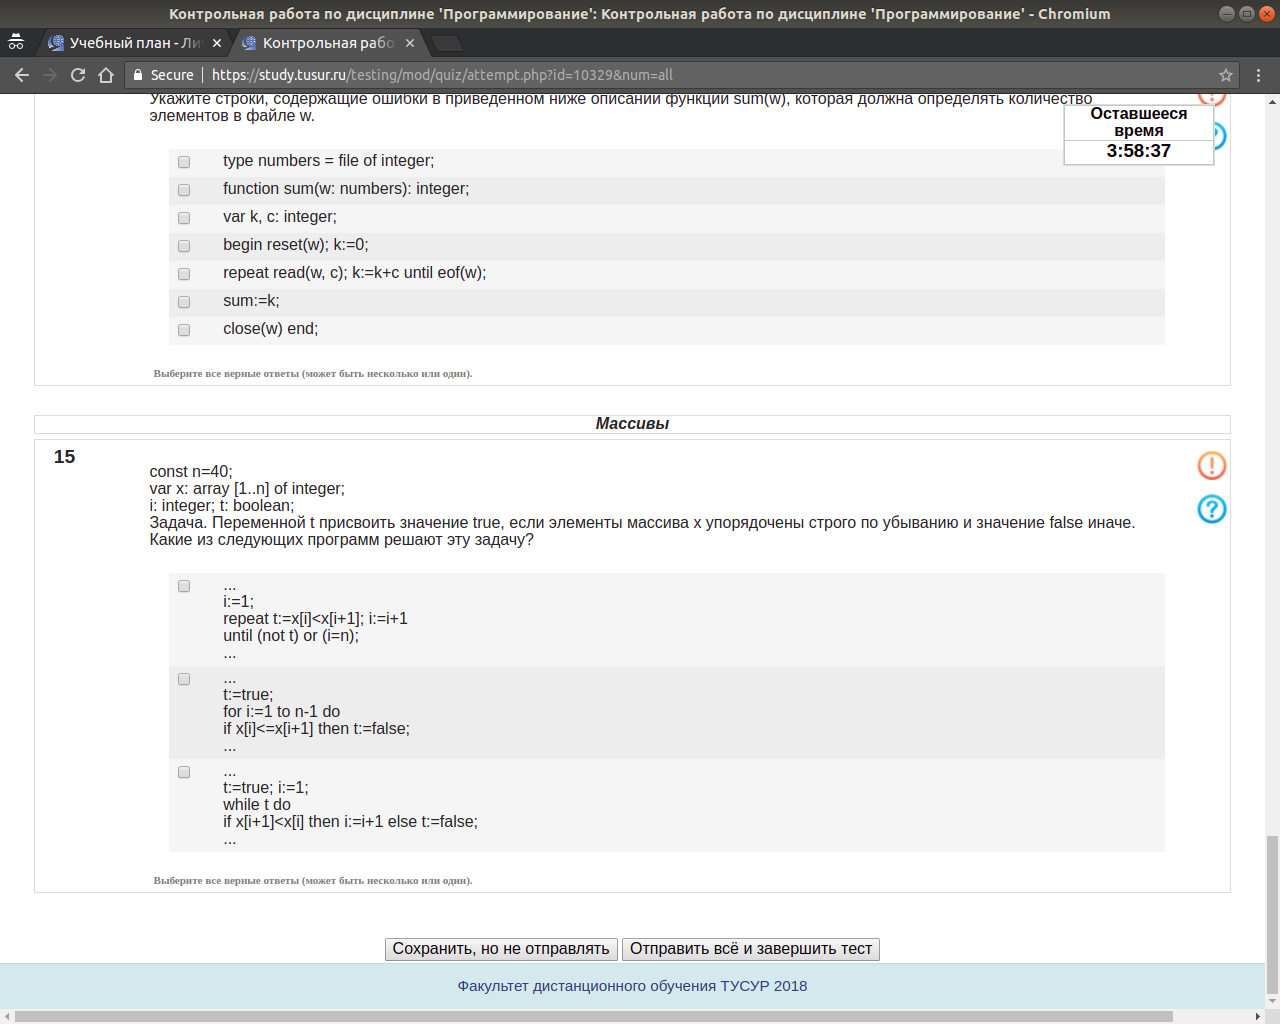 Контрольная работа по дисциплине 'Программирование': Контрольная работа по дисциплине 'Программирование' - Chromium
Учебный план - Ли
Контрольная рабо
Secure
https://study.tusur.ru/testing/mod/quiz/attempt.php?id=10329&num=all
Укажите строки, содержащие ошибки в приведенном ниже описании функции sum(w), которая должна определять количество
элементов в файле w.
Оставшееся
время
3:58:37
type numbers = file of integer;
function sum(w: numbers): integer;
var k, c: integer;
begin reset(w); k:=0;
repeat read(w, c); k:=k+c until eof(w);
sum:=k;
close(w) end;
Выберите все верные ответы (может быть несколько или один).
Массивы
15
const n=40;
var x: array [1..n] of integer;
i: integer; t: boolean;
Задача. Переменной t присвоить значение true, если элементы массива x упорядочены строго по убыванию и значение false иначе.
Какие из следующих программ решают эту задачу?
...
i:=1;
repeat t:=x[i]<x[i+1]; i:=i+1
until (not t) or (i=n);
...
...
t:=true;
for i:=1 to n-1 do
if x[i]<=x[i+1] then t:=false;
...
...
t:=true; i:=1;
while t do
if x[i+1]<x[i] then i:=i+1 else t:=false;
...
Выберите все верные ответы (может быть несколько или один).
Сохранить, но не отправлять
Отправить всё и завершить тест
Факультет дистанционного обучения ТУСУР 2018